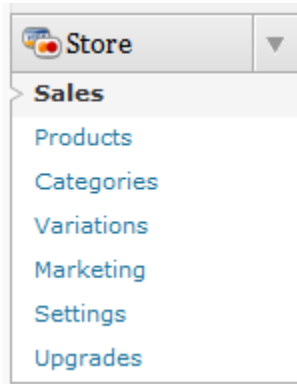 Store
Sales
Products
Categories
Variations
Marketing
Settings
Upgrades